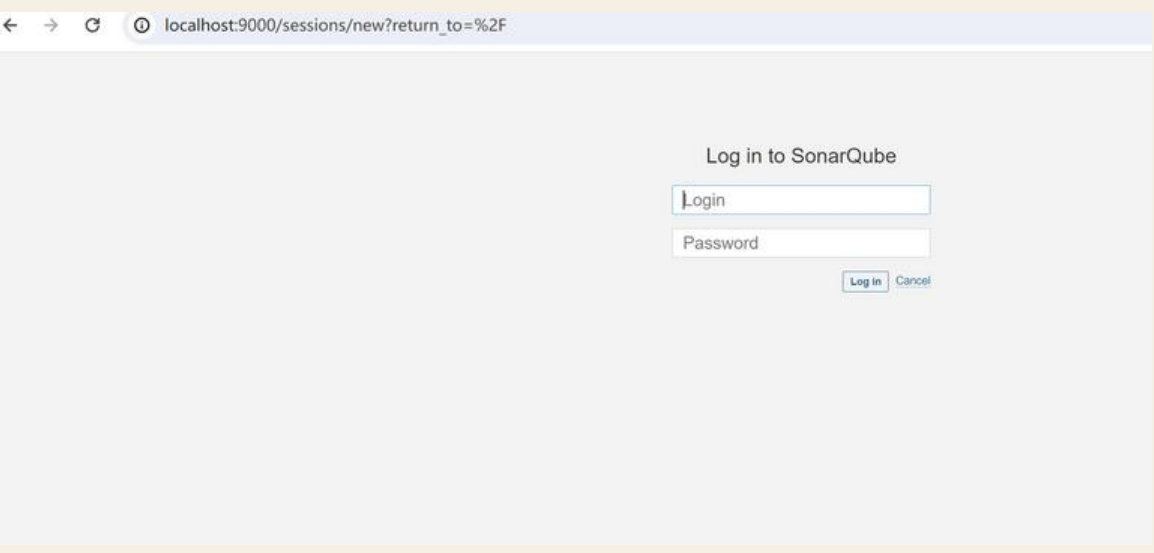 localhost:9000/sessions/new?return_to=%2F
Log in to SonarQube
Login
Password
Log in Cancel